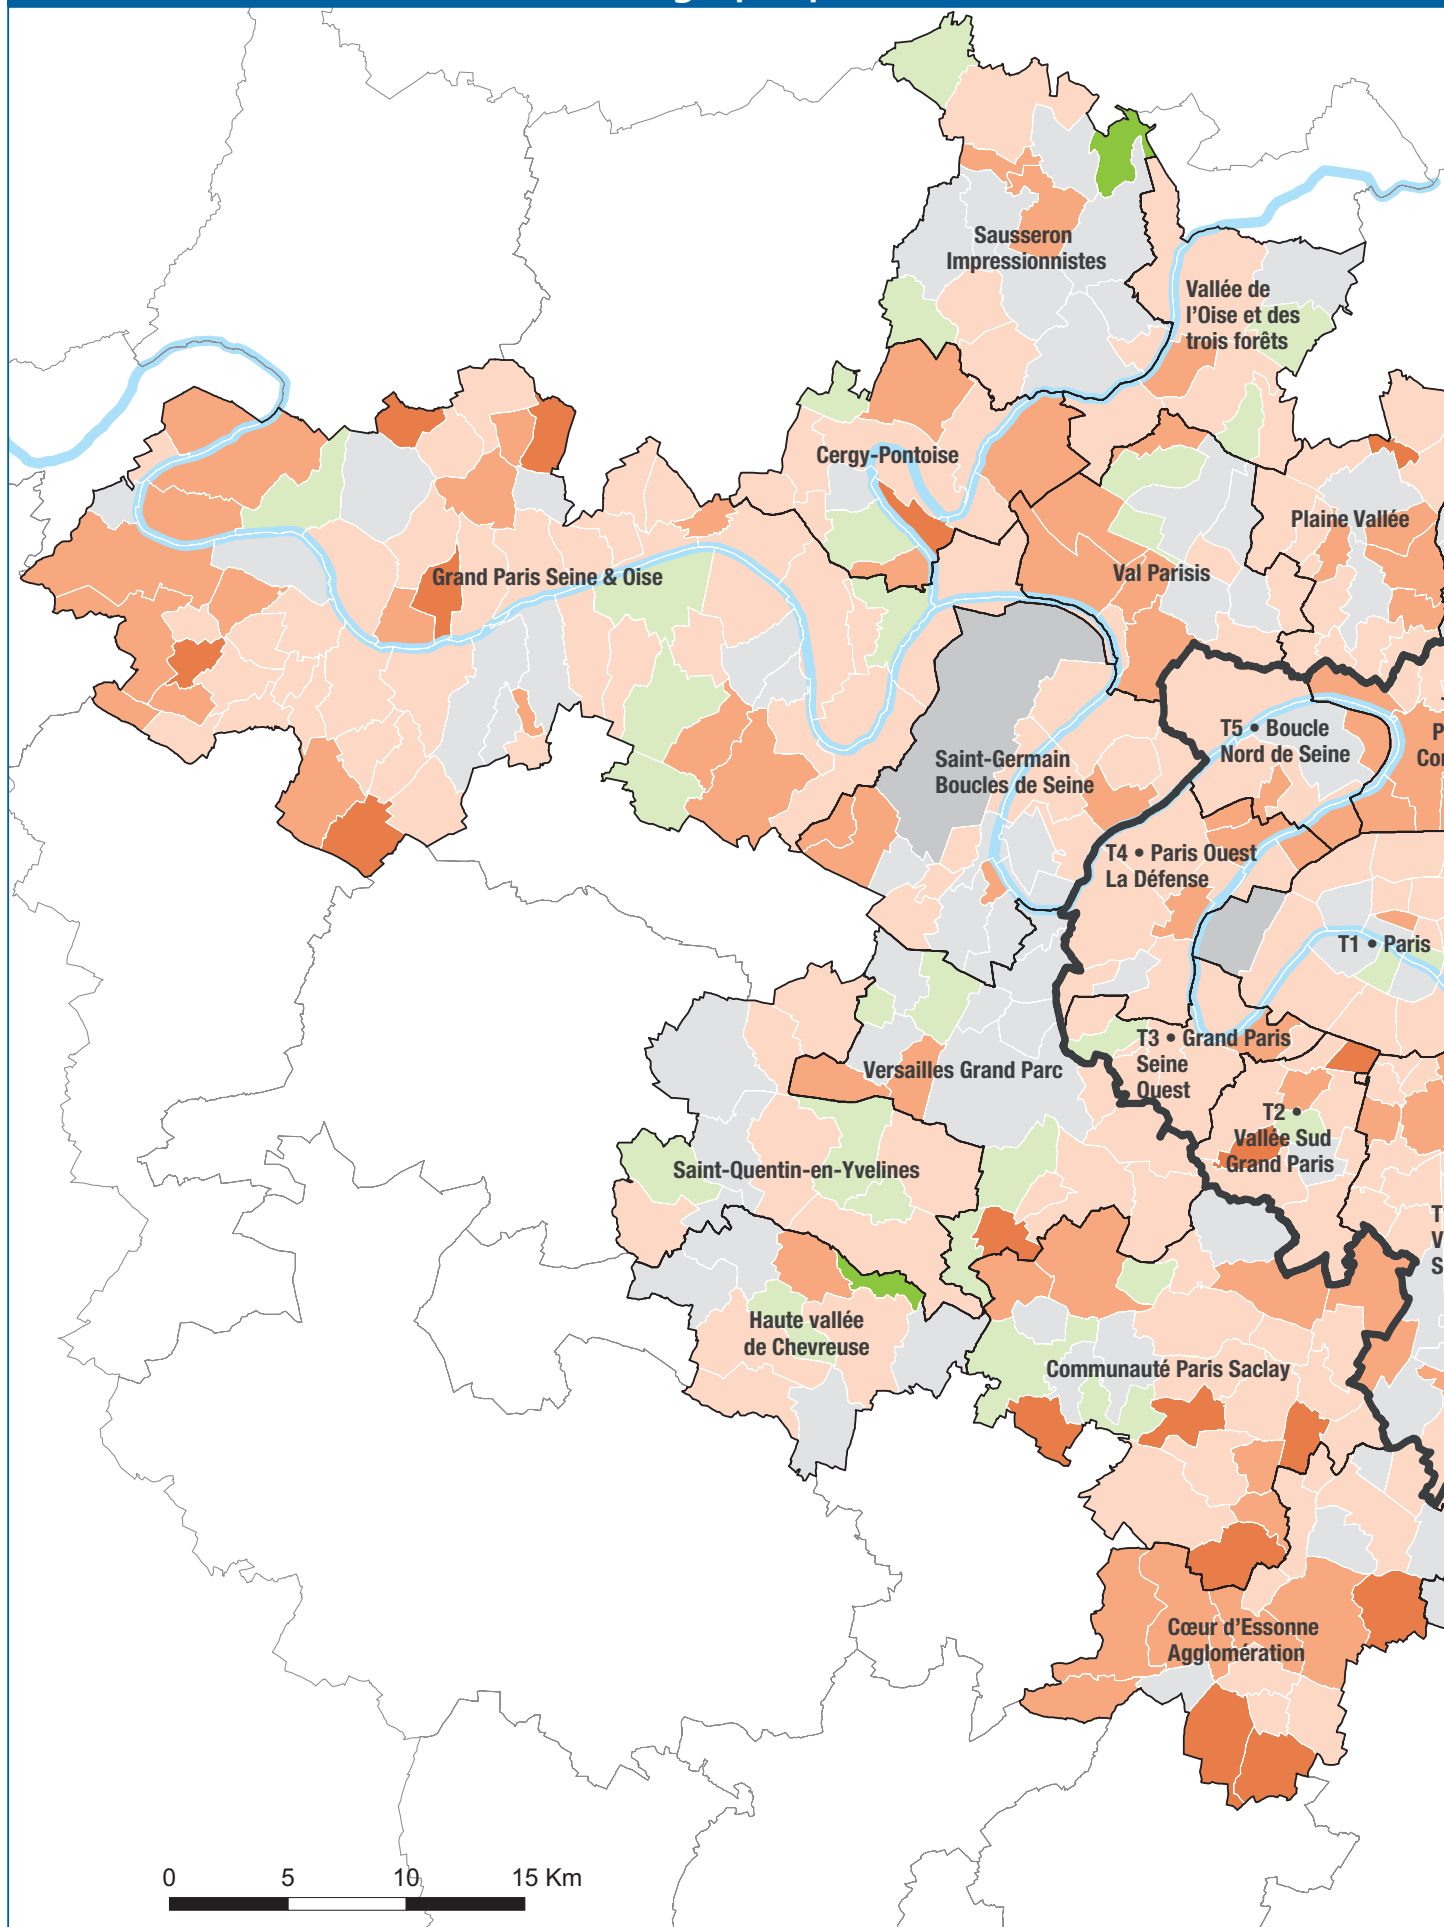 Sausseron
Impressionnistes
Vallée de
l'Oise et des
trois forêts
Cergy-Pontoise
Plaine Vallée
Grand Paris Seine & Oise
Val Parisis
T5 • Boucle
Nord de Seine
Saint-Germain
Boucles de Seine
T4 • Paris Ouest
La Défense
T1 • Paris
T3 • Grand Paris
Seine
Ouest
Versailles Grand Parc
T2 •
Vallée Sud
Grand Paris
Saint-Quentin-en-Yvelines
Haute vallée
de Chevreuse
Communauté Paris Saclay
Cœur d'Essonne
Agglomération
0 5 10 15 Km